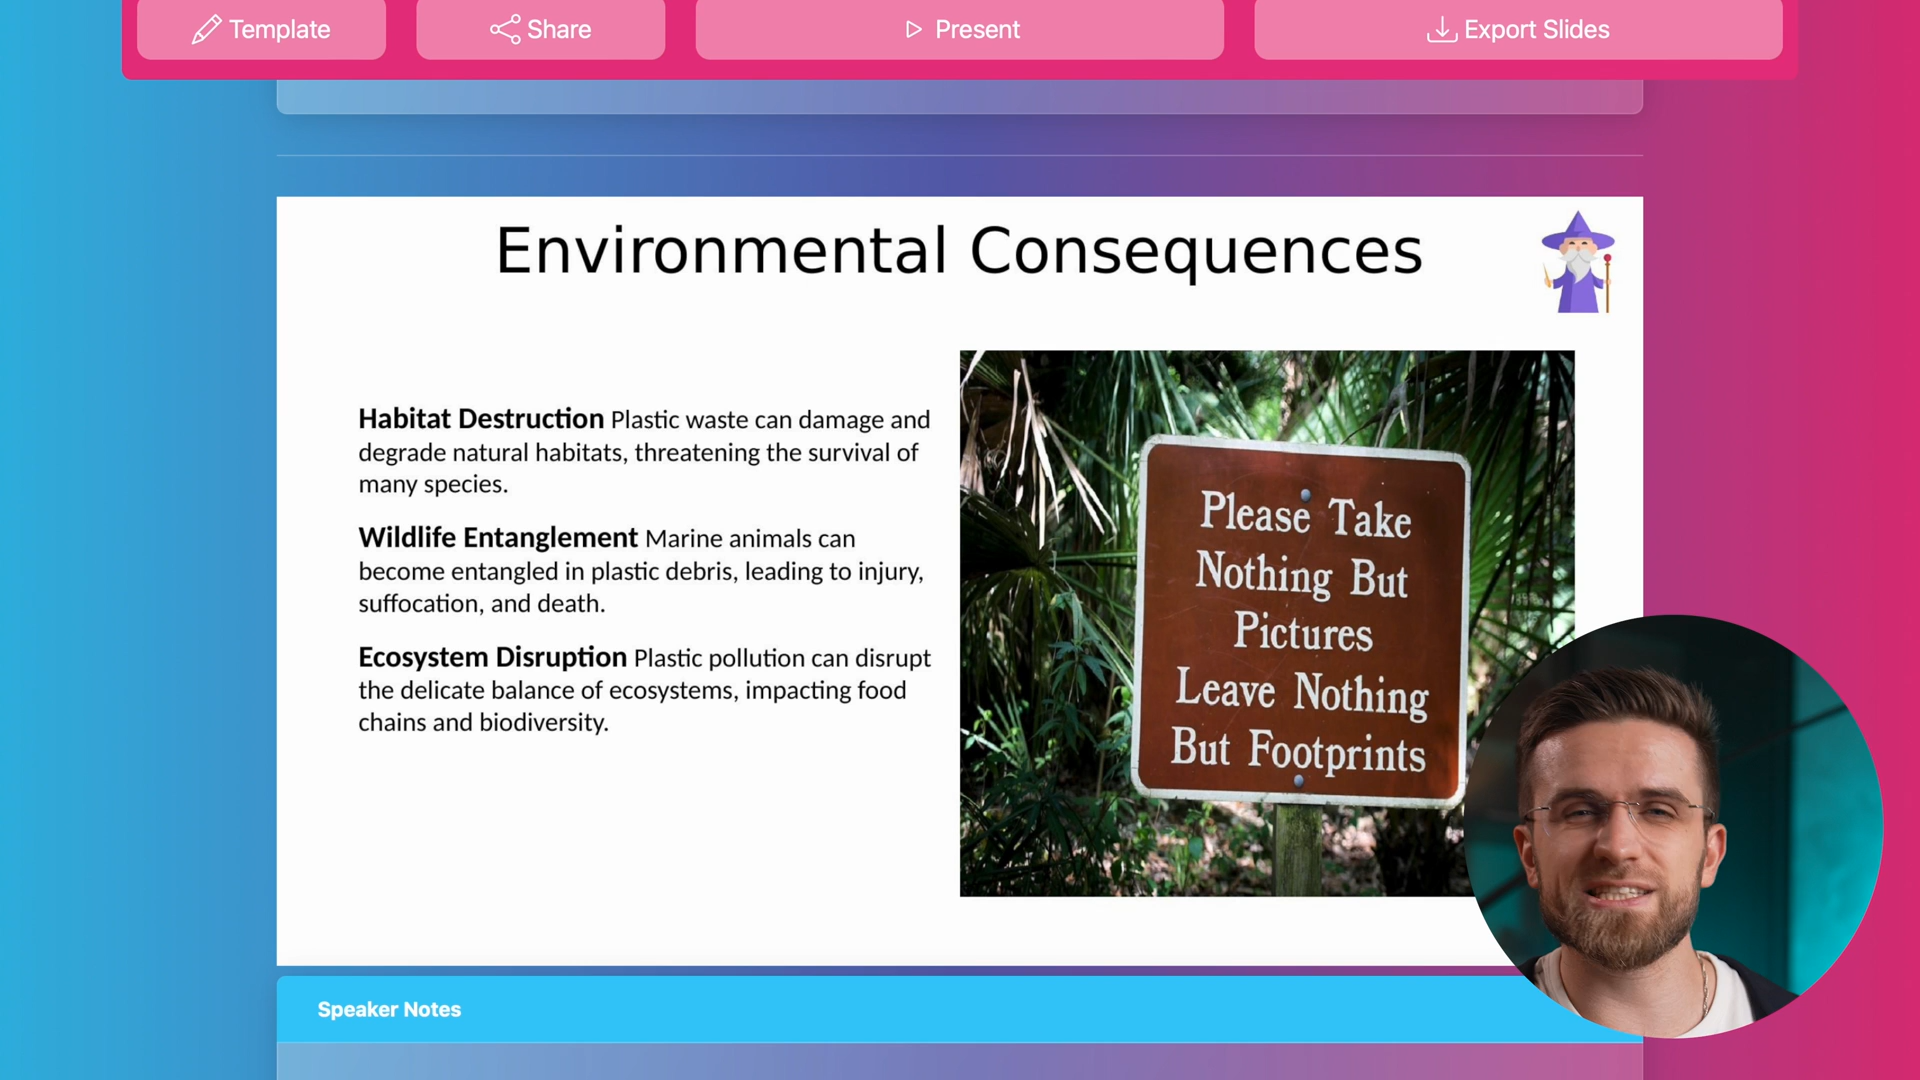 Template
Share
Present
Export Slides
Environmental Consequences
Habitat Destruction Plastic waste can damage and
degrade natural habitats, threatening the survival of
many species.
Wildlife Entanglement Marine animals can
become entangled in plastic debris, leading to injury,
suffocation, and death.
Ecosystem Disruption Plastic pollution can disrupt
the delicate balance of ecosystems, impacting food
chains and biodiversity.
Please Take
Nothing But
Pictures
Leave Nothing
But Footprints
Speaker Notes